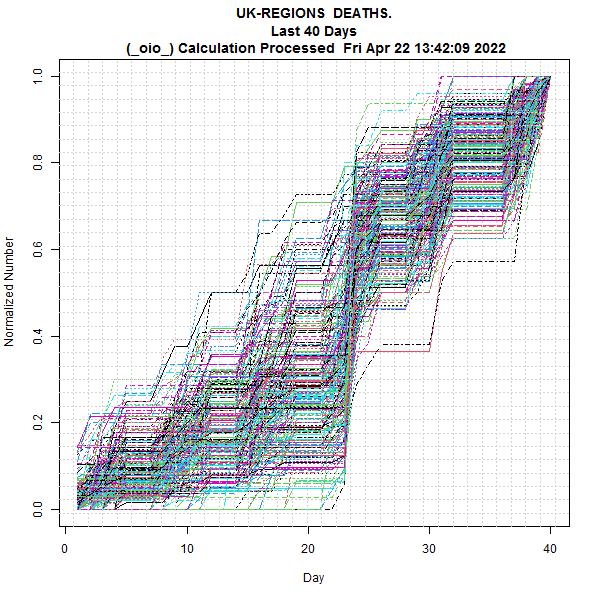 UK-REGIONS DEATHS.
Last 40 Days
(_oio_) Calculation Processed Fri Apr 22 13:42:09 2022
Normalized Number
1.0
0.8
0.6
0.4
0.2
0.0
0 10 20 30 40
Day